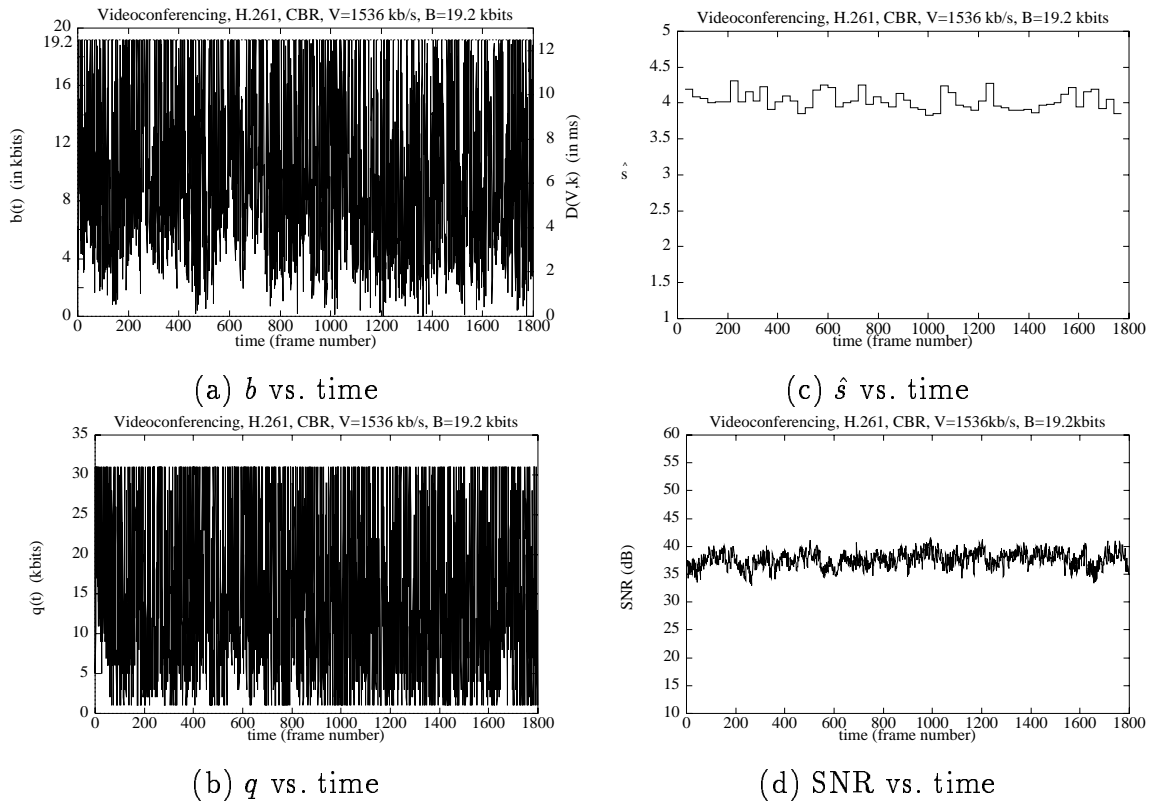 Videoconferencing, H.261, CBR, V=1536 kb/s, B=19.2 kbits
20
19.2
16
12
8
4
0
b(t) (in kbits)
12
10
8
6
4
2
0
D(V,k) (in ms)
0 200 400 600 800 1000 1200 1400 1600 1800
time (frame number)
(a) b vs. time
Videoconferencing, H.261, CBR, V=1536 kb/s, B=19.2 kbits
5
4.5
4
3.5
3
2.5
2
1.5
1
ŝ
0 200 400 600 800 1000 1200 1400 1600 1800
time (frame number)
(c) ŝ vs. time
Videoconferencing, H.261, CBR, V=1536 kb/s, B=19.2 kbits
35
30
25
20
15
10
5
0
q(t) (kbits)
0 200 400 600 800 1000 1200 1400 1600 1800
time (frame number)
(b) q vs. time
Videoconferencing, H.261, CBR, V=1536kb/s, B=19.2kbits
60
55
50
45
40
35
30
25
20
15
10
SNR (dB)
0 200 400 600 800 1000 1200 1400 1600 1800
time (frame number)
(d) SNR vs. time